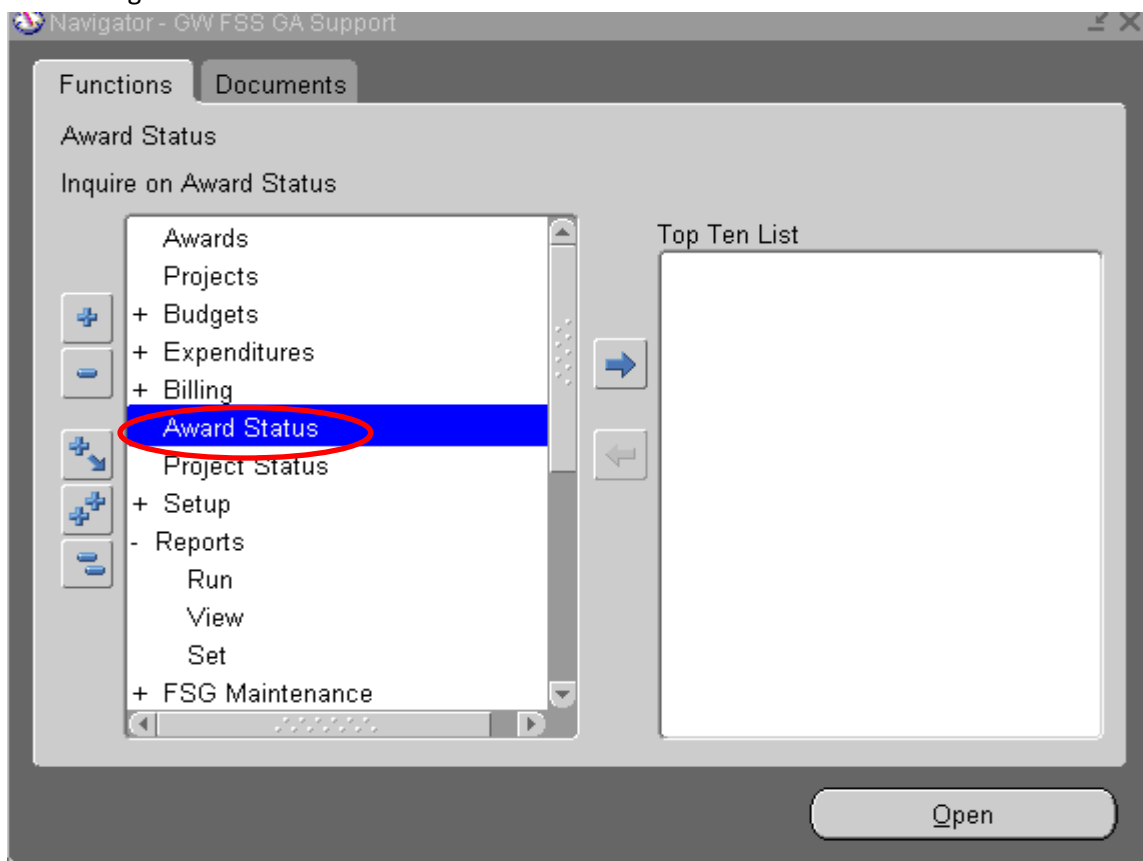 Navigator - GW FSS GA Support
Functions
Documents
Award Status
Inquire on Award Status
Awards
Projects
+ Budgets
+ Expenditures
+ Billing
Award Status
Project Status
+ Setup
- Reports
Run
View
Set
+ FSG Maintenance
Top Ten List
Open